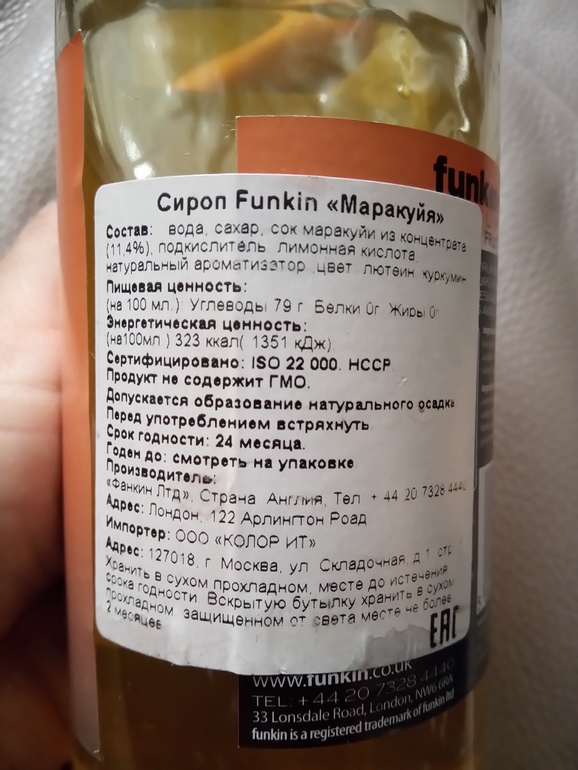 funk
Сироп Funkin «Маракуйя»
Состав: вода, сахар, сок маракуйи из концентрата
(11,4%), подкислитель лимонная кислота
натуральный ароматизатор цвет лютеин куркумин
Пищевая ценность:
(на 100 мл.) Углеводы 79 г Белки 0г Жиры 0г
Энергетическая ценность:
(на100мл.) 323 ккал( 1351 кДж)
Сертифицировано: ISO 22 000. HCCP.
Продукт не содержит ГМО.
Допускается образование натурального осадка
Перед употреблением встряхнуть
Срок годности: 24 месяца.
Годен до: смотреть на упаковке
Производитель:
«Фанкин Лтд», Страна Англия, Тел + 44 20 7328 4440
Адрес: Лондон, 122 Арлингтон Роад
Импортер: ООО «КОЛОР ИТ»
Адрес: 127018, г Москва, ул Складочная, д 1 стр
Хранить в сухом прохладном, месте до истечения
срока годности Вскрытую бутылку хранить в сухом
прохладном защищенном от света месте не более
2 месяцев
EAC
www.funkin.co.uk
TEL: +44 20 7328 4440
33 Lonsdale Road, London, NW6 6RA
funkin is a registered trademark of funkin ltd